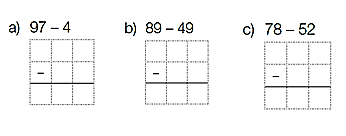 a) 97 – 4 b) 89 – 49 c) 78 – 52
– – –